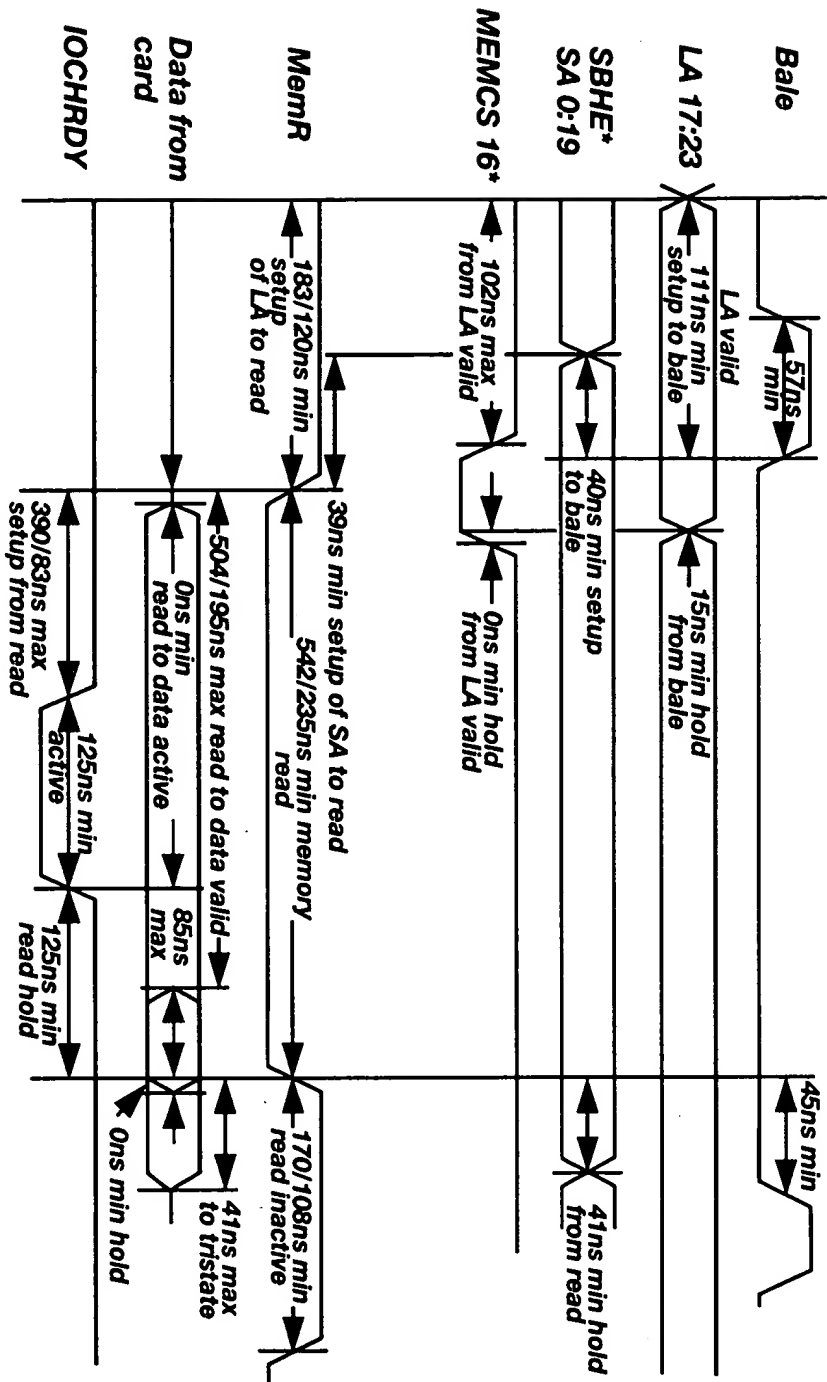 Bale
57ns
min
45ns min
LA 17:23
LA valid
111ns min
setup to bale
15ns min hold
from bale
SBHE*
SA 0:19
40ns min setup
to bale
41ns min hold
from read
MEMCS 16*
102ns max
from LA valid
0ns min hold
from LA valid
MemR
183/120ns min
setup
of LA to read
39ns min setup of SA to read
542/235ns min memory
read
170/108ns min
read inactive
Data from
card
504/195ns max read to data valid
0ns min
read to data active
85ns
max
41ns max
to tristate
0ns min hold
IOCHRDY
390/83ns max
setup from read
125ns min
active
125ns min
read hold